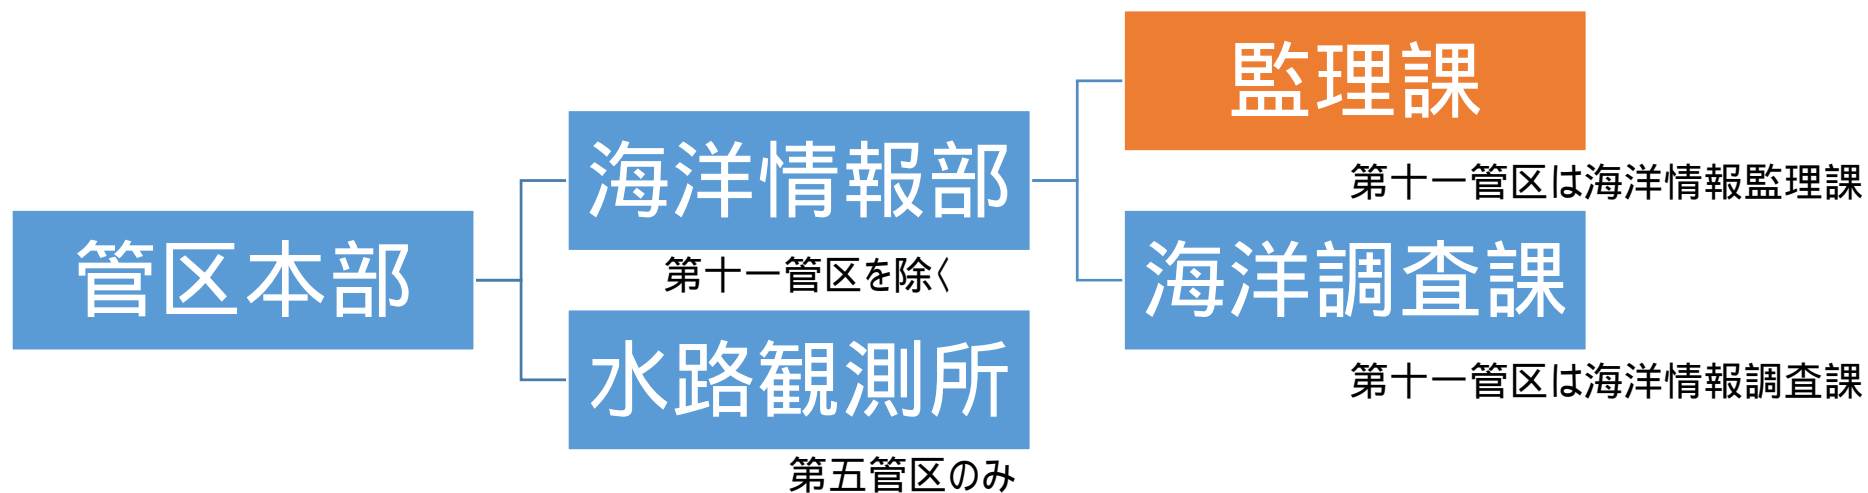 管区本部
海洋情報部
第十一管区を除く
水路観測所
第五管区のみ
監理課
第十一管区は海洋情報監理課
海洋調査課
第十一管区は海洋情報調査課